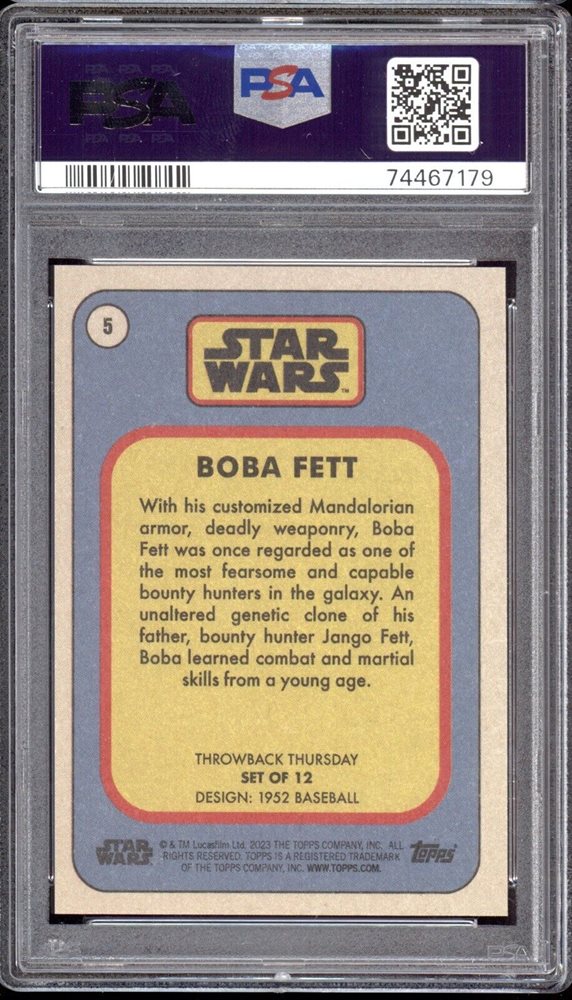 PSA
PSA
74467179
5
STAR
WARS™
BOBA FETT
With his customized Mandalorian
armor, deadly weaponry, Boba
Fett was once regarded as one of
the most fearsome and capable
bounty hunters in the galaxy. An
unaltered genetic clone of his
father, bounty hunter Jango Fett,
Boba learned combat and martial
skills from a young age.
THROWBACK THURSDAY
SET OF 12
DESIGN: 1952 BASEBALL
STAR
WARS
© & TM Lucasfilm Ltd. 2023 THE TOPPS COMPANY, INC. ALL
RIGHTS RESERVED. TOPPS IS A REGISTERED TRADEMARK
OF THE TOPPS COMPANY, INC. WWW.TOPPS.COM.
Topps
PSA